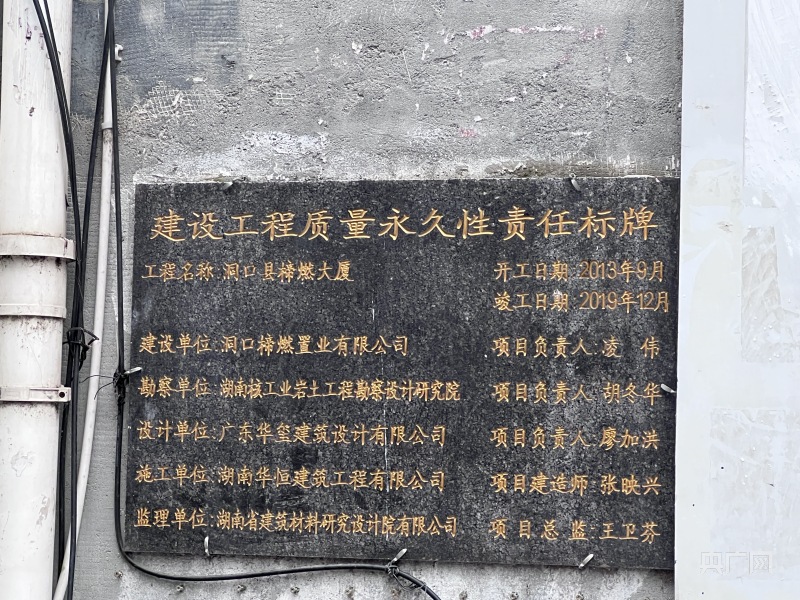 建设工程质量永久性责任标牌
工程名称:洞口县楴燃大厦 开工日期:2013年9月
竣工日期:2019年12月
建设单位:洞口楴燃置业有限公司 项目负责人:凌 伟
勘察单位:湖南核工业岩土工程勘察设计研究院 项目负责人:胡冬华
设计单位:广东华玺建筑设计有限公司 项目负责人:廖加洪
施工单位:湖南华恒建筑工程有限公司 项目建造师:张映兴
监理单位:湖南省建筑材料研究设计院有限公司 项目总监:王卫芬
央广网